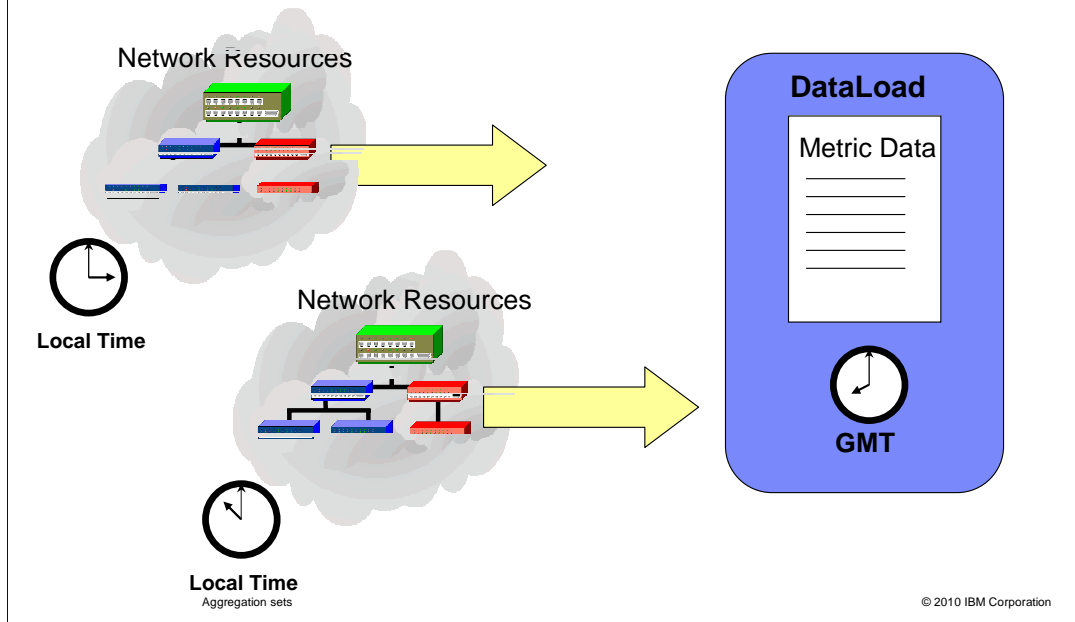 Network Resources
DataLoad
Metric Data
Local Time
Network Resources
GMT
Local Time
Aggregation sets
© 2010 IBM Corporation